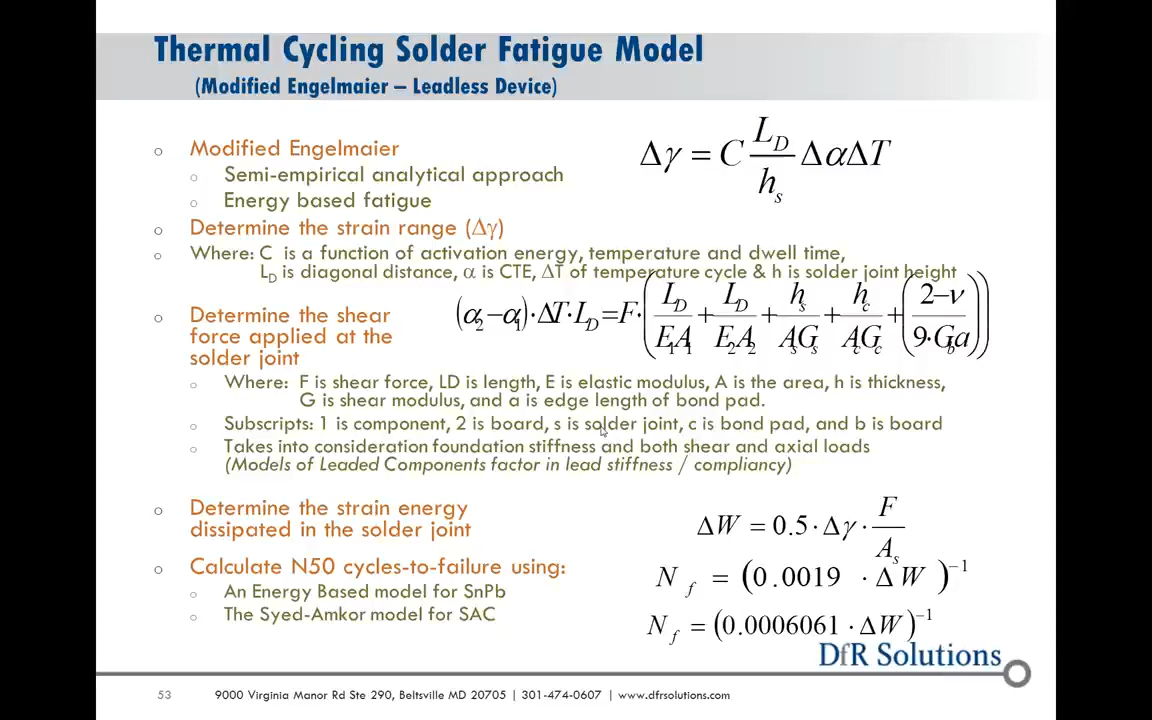 Thermal Cycling Solder Fatigue Model
(Modified Engelmaier – Leadless Device)
o Modified Engelmaier
o Semi-empirical analytical approach
o Energy based fatigue
Δγ = C (L_D / h_s) ΔαΔT
o Determine the strain range (Δγ)
o Where: C is a function of activation energy, temperature and dwell time,
L_D is diagonal distance, α is CTE, ΔT of temperature cycle & h is solder joint height
o Determine the shear
force applied at the
solder joint
(α₂–α₁)·ΔT·L_D=F·(L_D/(E₁A₁)+L_D/(E₂A₂)+h_s/(A_sG_s)+h_c/(A_cG_c)+((2–ν)/(9·G_ba)))
o Where: F is shear force, LD is length, E is elastic modulus, A is the area, h is thickness,
G is shear modulus, and a is edge length of bond pad.
o Subscripts: 1 is component, 2 is board, s is solder joint, c is bond pad, and b is board
o Takes into consideration foundation stiffness and both shear and axial loads
(Models of Leaded Components factor in lead stiffness / compliancy)
o Determine the strain energy
dissipated in the solder joint
ΔW = 0.5·Δγ·F/A_s
o Calculate N50 cycles-to-failure using:
o An Energy Based model for SnPb
N_f = (0.0019 · ΔW)⁻¹
o The Syed-Amkor model for SAC
N_f = (0.0006061·ΔW)⁻¹
DfR Solutions
53 9000 Virginia Manor Rd Ste 290, Beltsville MD 20705 | 301-474-0607 | www.dfrsolutions.com